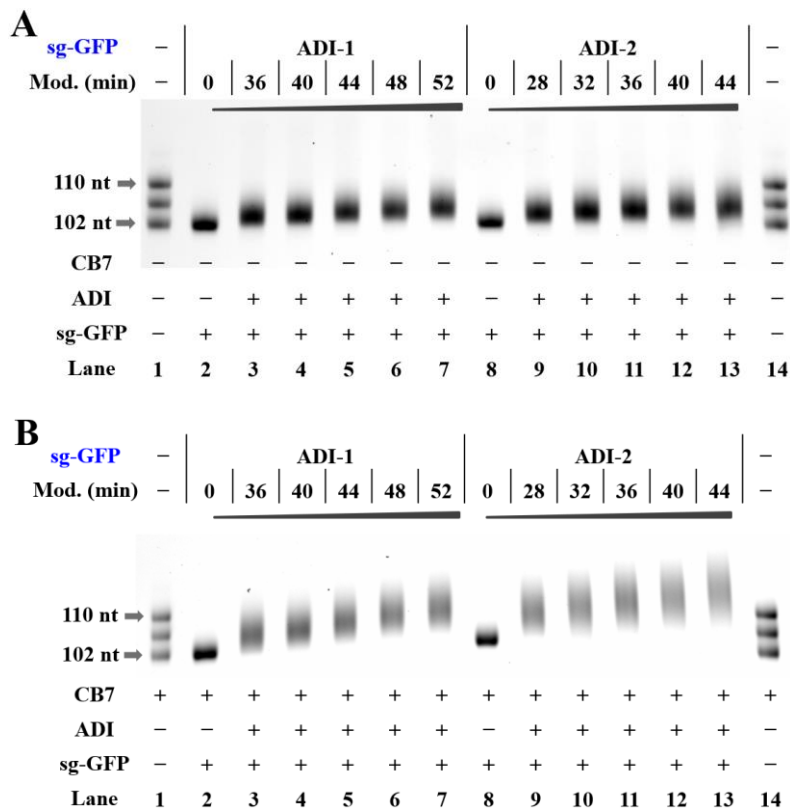 A
sg-GFP – ADI-1 ADI-2 –
Mod. (min) – 0 36 40 44 48 52 0 28 32 36 40 44 –
110 nt
102 nt
CB7 – – – – – – – – – – – – – –
ADI – – + + + + + – + + + + + –
sg-GFP – + + + + + + + + + + + + –
Lane 1 2 3 4 5 6 7 8 9 10 11 12 13 14
B
sg-GFP – ADI-1 ADI-2 –
Mod. (min) – 0 36 40 44 48 52 0 28 32 36 40 44 –
110 nt
102 nt
CB7 + + + + + + + + + + + + + +
ADI – – + + + + + – + + + + + –
sg-GFP – + + + + + + + + + + + + –
Lane 1 2 3 4 5 6 7 8 9 10 11 12 13 14